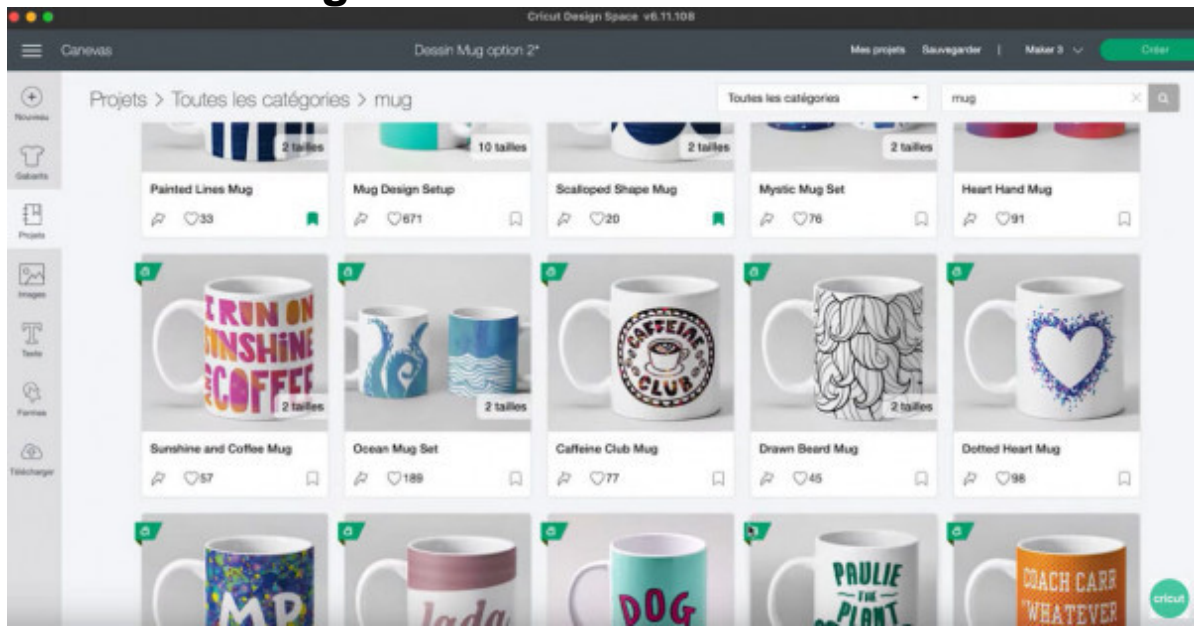 Cricut Design Space v6.11.108
Canevas
Dessin Mug option 2*
Mes projets Sauvegarder | Maker 3 Créer
Nouveau
Gabarits
Projets
Images
Texte
Formes
Télécharger
Projets > Toutes les catégories > mug
Toutes les catégories
mug
2 tailles
10 tailles
2 tailles
2 tailles
Painted Lines Mug
Mug Design Setup
Scalloped Shape Mug
Mystic Mug Set
Heart Hand Mug
33
671
20
76
91
I RUN ON
SUNSHINE
AND
COFFEE
2 tailles
2 tailles
CAFFEINE
CLUB
2 tailles
Sunshine and Coffee Mug
Ocean Mug Set
Caffeine Club Mug
Drawn Beard Mug
Dotted Heart Mug
57
189
77
45
98
MP
lada
DOG
PAULIE
THE
PLANT
COACH CARR
"WHATEVER
cricut